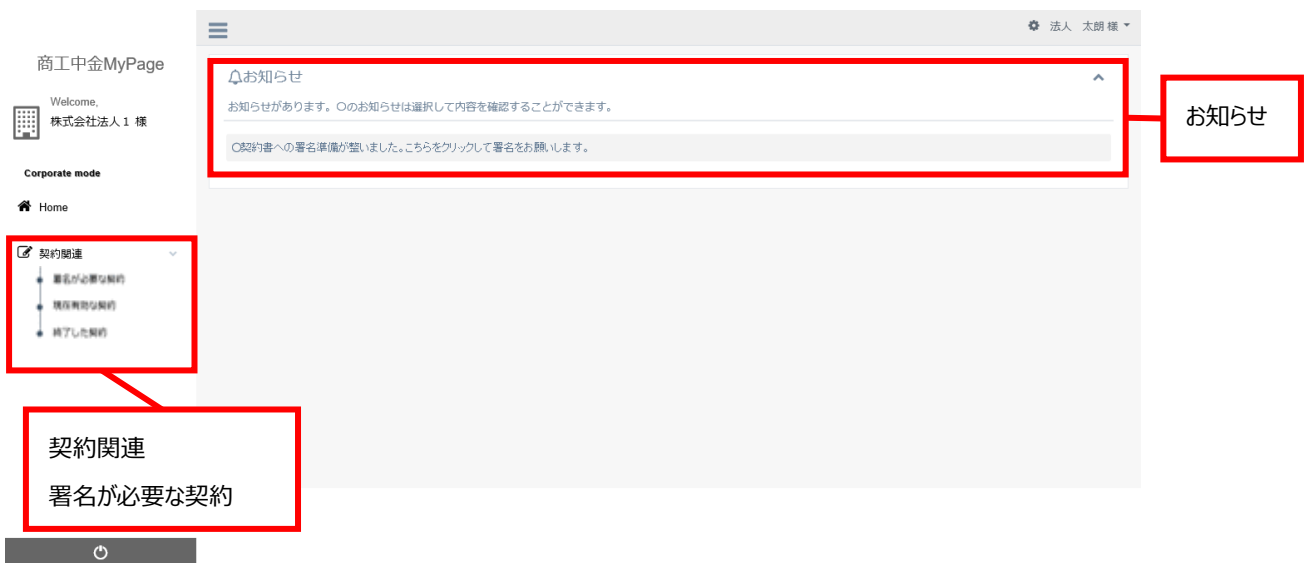 法人 太朗 様
商工中金MyPage
Welcome,
株式会社法人1 様
Corporate mode
Home
契約関連
署名が必要な契約
現在有効な契約
終了した契約
お知らせ
お知らせがあります。〇のお知らせは選択して内容を確認することができます。
〇契約書への署名準備が整いました。こちらをクリックして署名をお願いします。
お知らせ
契約関連
署名が必要な契約